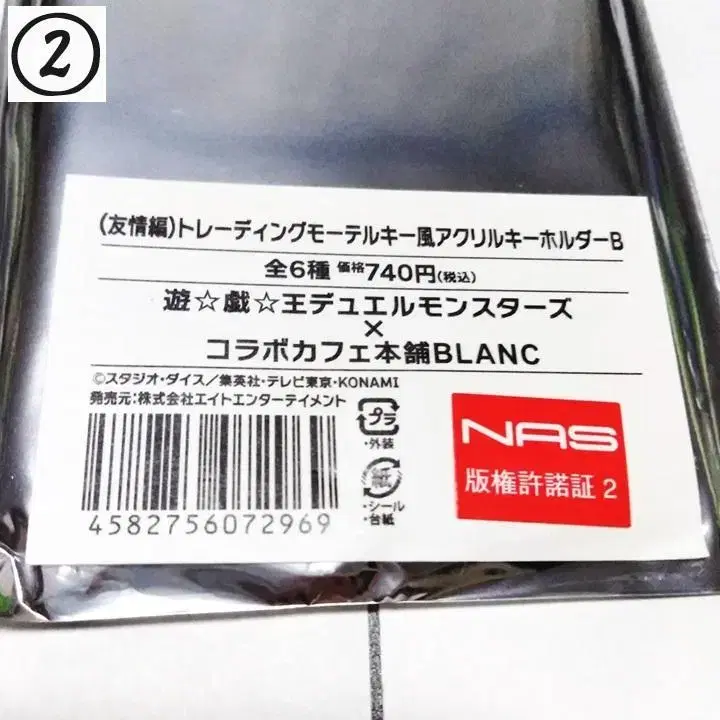 ②
(友情編)トレーディングモーテルキー風アクリルキーホルダーB
全6種 価格740円(税込)
遊☆戯☆王デュエルモンスターズ
×
コラボカフェ本舗BLANC
©スタジオ・ダイス/集英社・テレビ東京・KONAMI
発売元:株式会社エイトエンターテイメント
プラ
・外装
紙
・シール
・台紙
4582756072969
NAS
版権許諾証 2